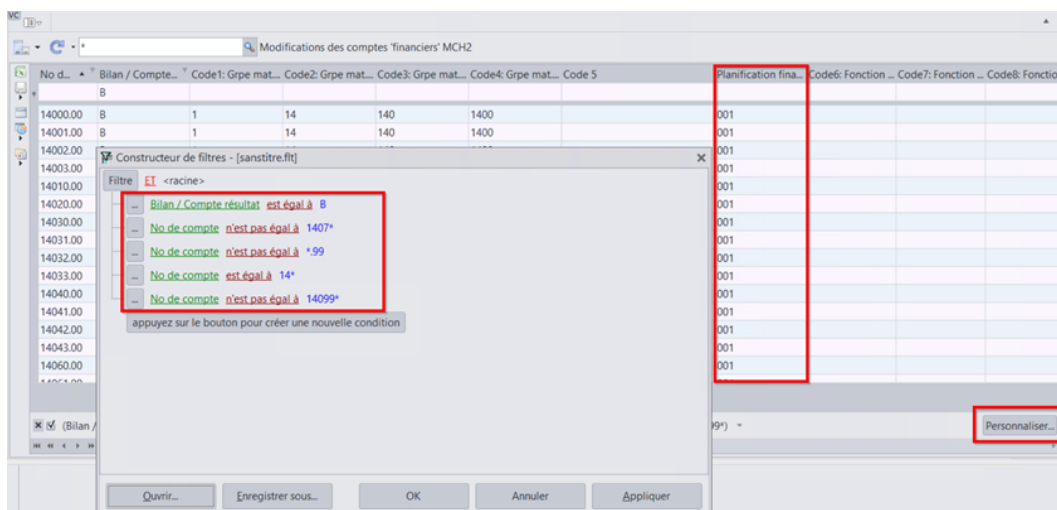 VC
* Modifications des comptes 'financiers' MCH2
No d... Bilan / Compte... Code1: Grpe mat... Code2: Grpe mat... Code3: Grpe mat... Code4: Grpe mat... Code 5 Planification fina... Code6: Fonction ... Code7: Fonction ... Code8: Fonctio
B
14000.00 B 1 14 140 1400 001
14001.00 B 1 14 140 1400 001
14002.00 001
Constructeur de filtres - [sanstitre.flt]
14003.00 001
Filtre ET <racine>
14010.00 001
14020.00 Bilan / Compte résultat est égal à B 001
14030.00 No de compte n'est pas égal à 1407* 001
14031.00 001
14032.00 No de compte n'est pas égal à *.99 001
14033.00 No de compte est égal à 14* 001
14040.00 001
14041.00 No de compte n'est pas égal à 14099* 001
14042.00 appuyez sur le bouton pour créer une nouvelle condition 001
14043.00 001
14060.00 001
(Bilan / 99*) Personnaliser...
Ouvrir... Enregistrer sous... OK Annuler Appliquer